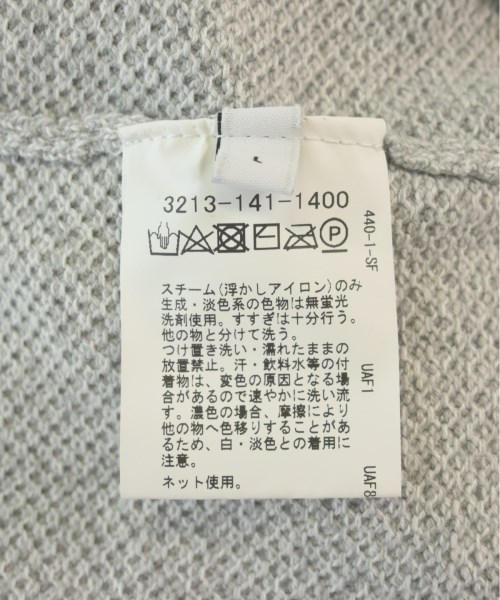 3213-141-1400
P
スチーム(浮かしアイロン)のみ
生成・淡色系の色物は無蛍光
洗剤使用。すすぎは十分行う。
他の物と分けて洗う。
つけ置き洗い・濡れたままの
放置禁止。汗・飲料水等の付
着物は、変色の原因となる場
合があるので速やかに洗い流
す。濃色の場合、摩擦により
他の物へ色移りすることがあ
るため、白・淡色との着用に
注意。
ネット使用。
440-1-SF
UAF1
UAF8